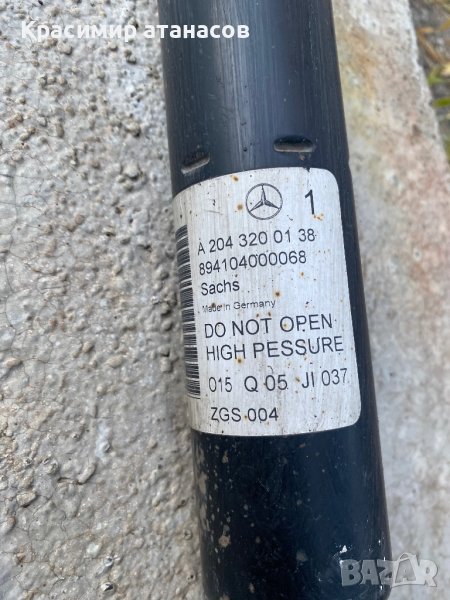 Красимир атанасов
1
A 204 320 01 38
894104000068
Sachs
Made in Germany
DO NOT OPEN
HIGH PESSURE
015 Q 05 JI 037
ZGS 004
BAZAR